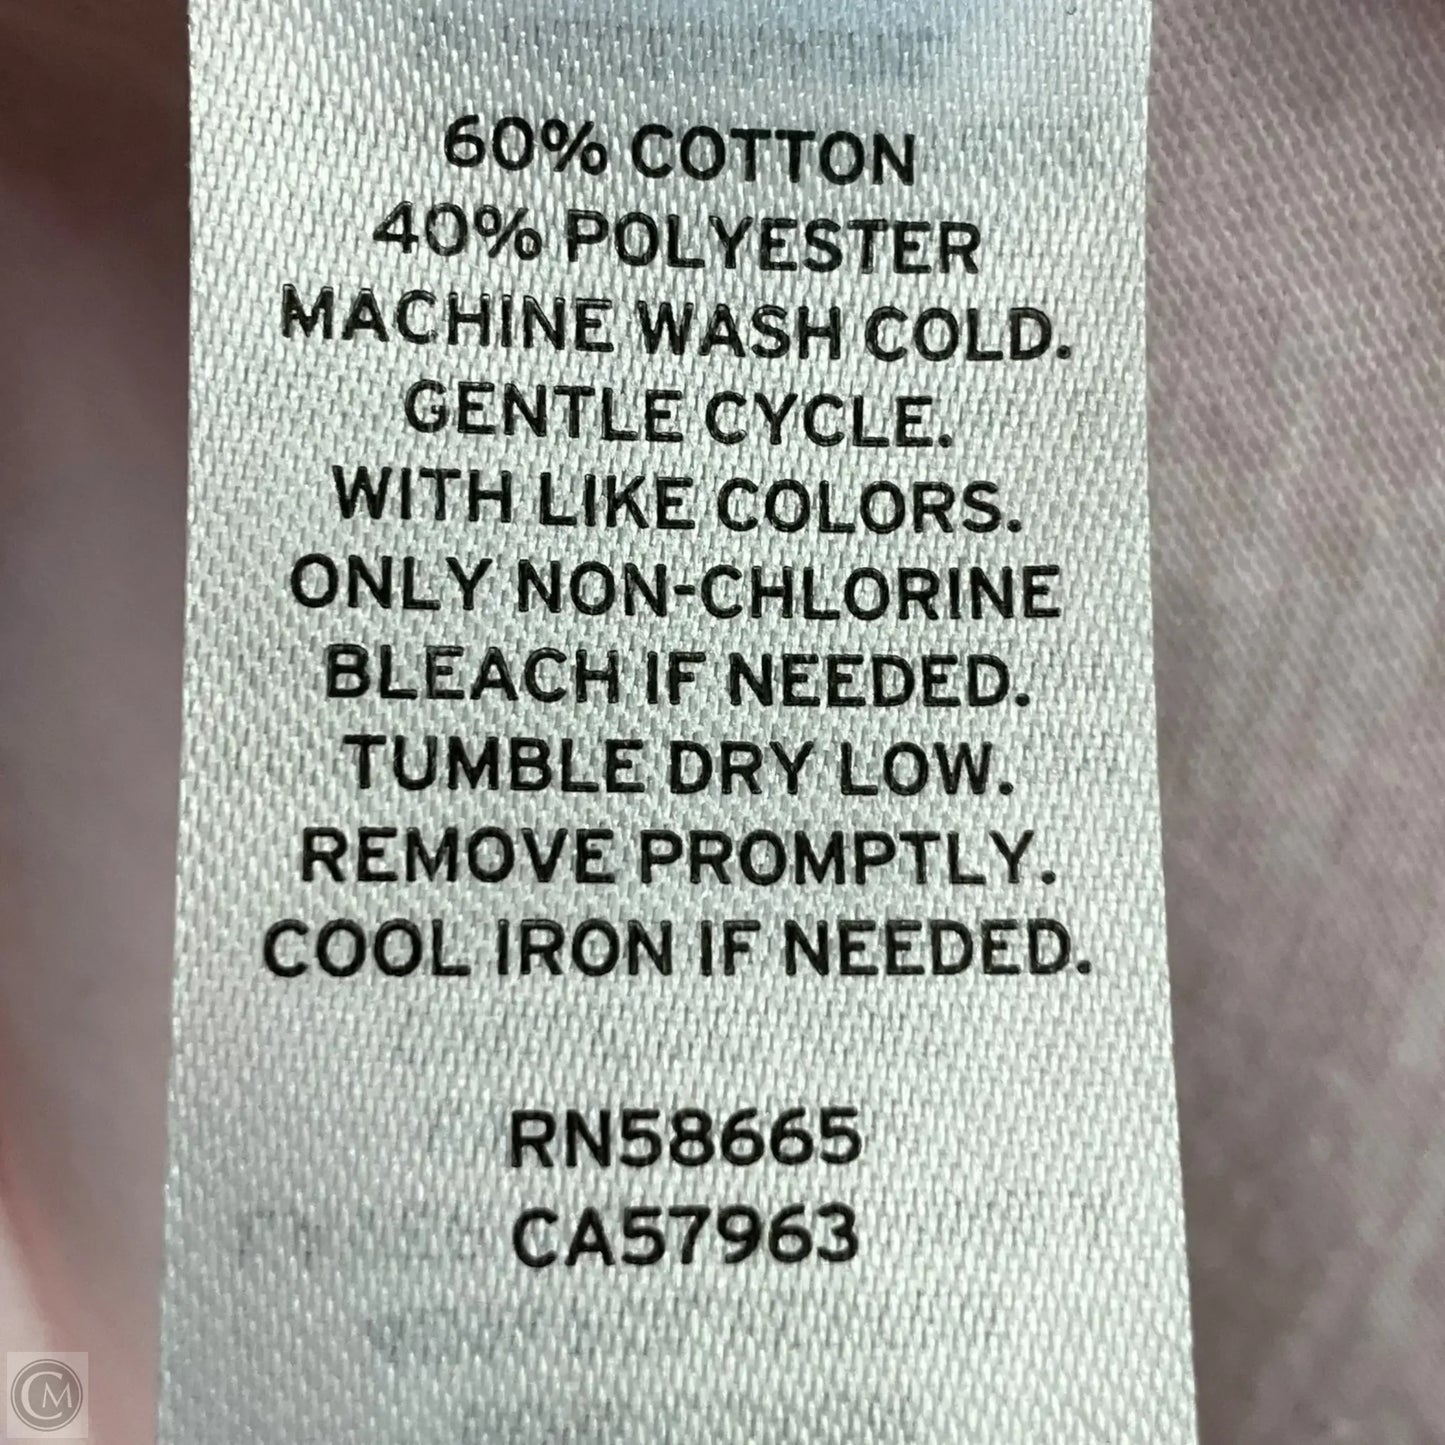 60% COTTON
40% POLYESTER
MACHINE WASH COLD.
GENTLE CYCLE.
WITH LIKE COLORS.
ONLY NON-CHLORINE
BLEACH IF NEEDED.
TUMBLE DRY LOW.
REMOVE PROMPTLY.
COOL IRON IF NEEDED.
RN58665
CA57963
CM